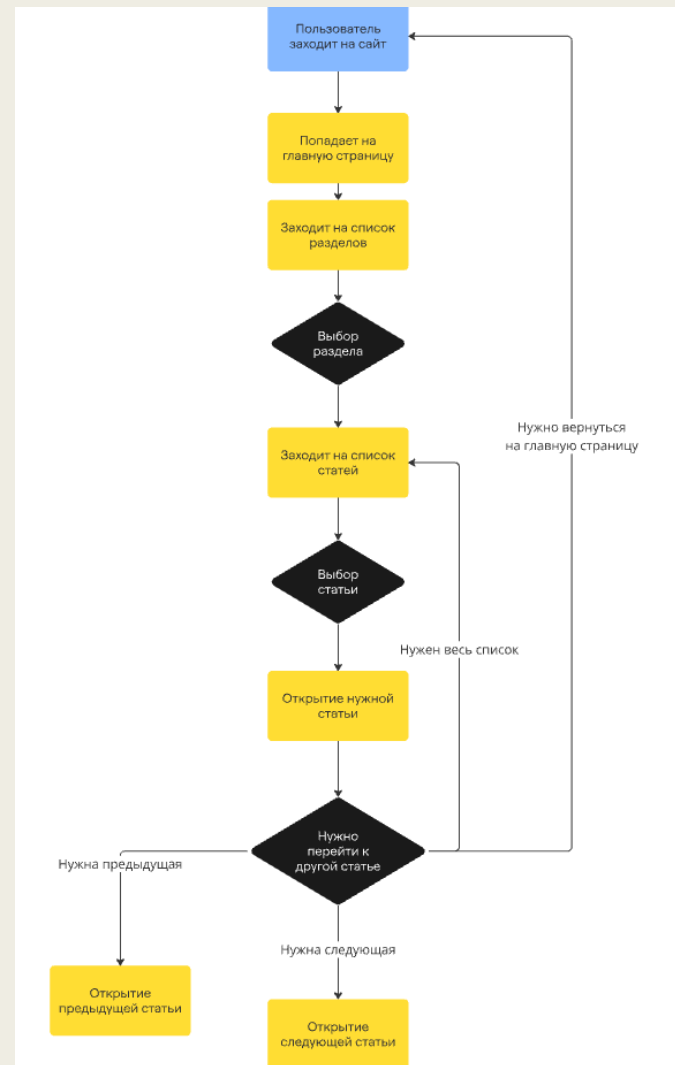 Пользователь
заходит на сайт
Попадает на
главную страницу
Заходит на список
разделов
Выбор
раздела
Нужно вернуться
на главную страницу
Заходит на список
статей
Выбор
статьи
Нужен весь список
Открытие нужной
статьи
Нужно
перейти к
другой статье
Нужна предыдущая
Нужна следующая
Открытие
предыдущей статьи
Открытие
следующей статьи